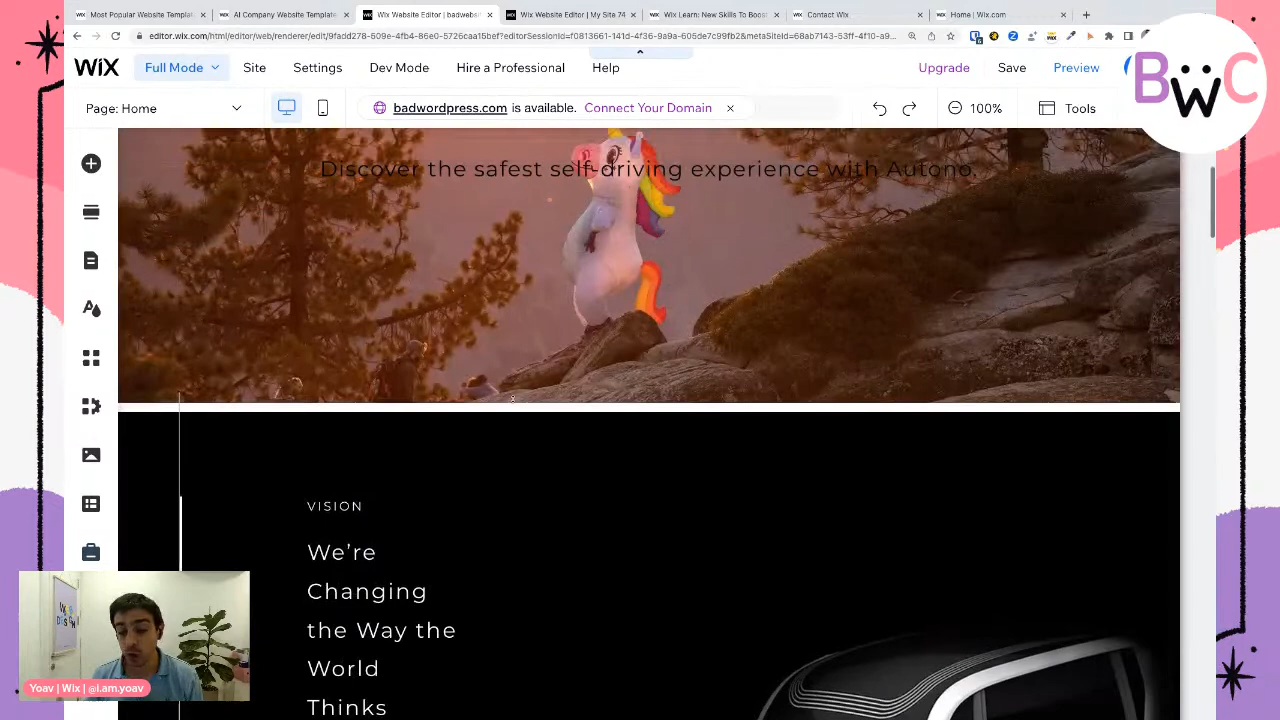 Most Popular Website Templat
AI Company Website Template
Wix Website Editor | badwebsi
Wix Website Editor | My Site 74
Wix Learn: New Skills To Boost
Contact Wix
Home | Wix.com
WiX
Full Mode
Site
Settings
Dev Mode
Hire a Professional
Help
Upgrade
Save
Preview
BWC
Page: Home
badwordpress.com is available. Connect Your Domain
100%
Tools
Discover the safest self-driving experience with Autono.
VISION
We’re
Changing
the Way the
World
Thinks
Yoav | Wix | @i.am.yoav